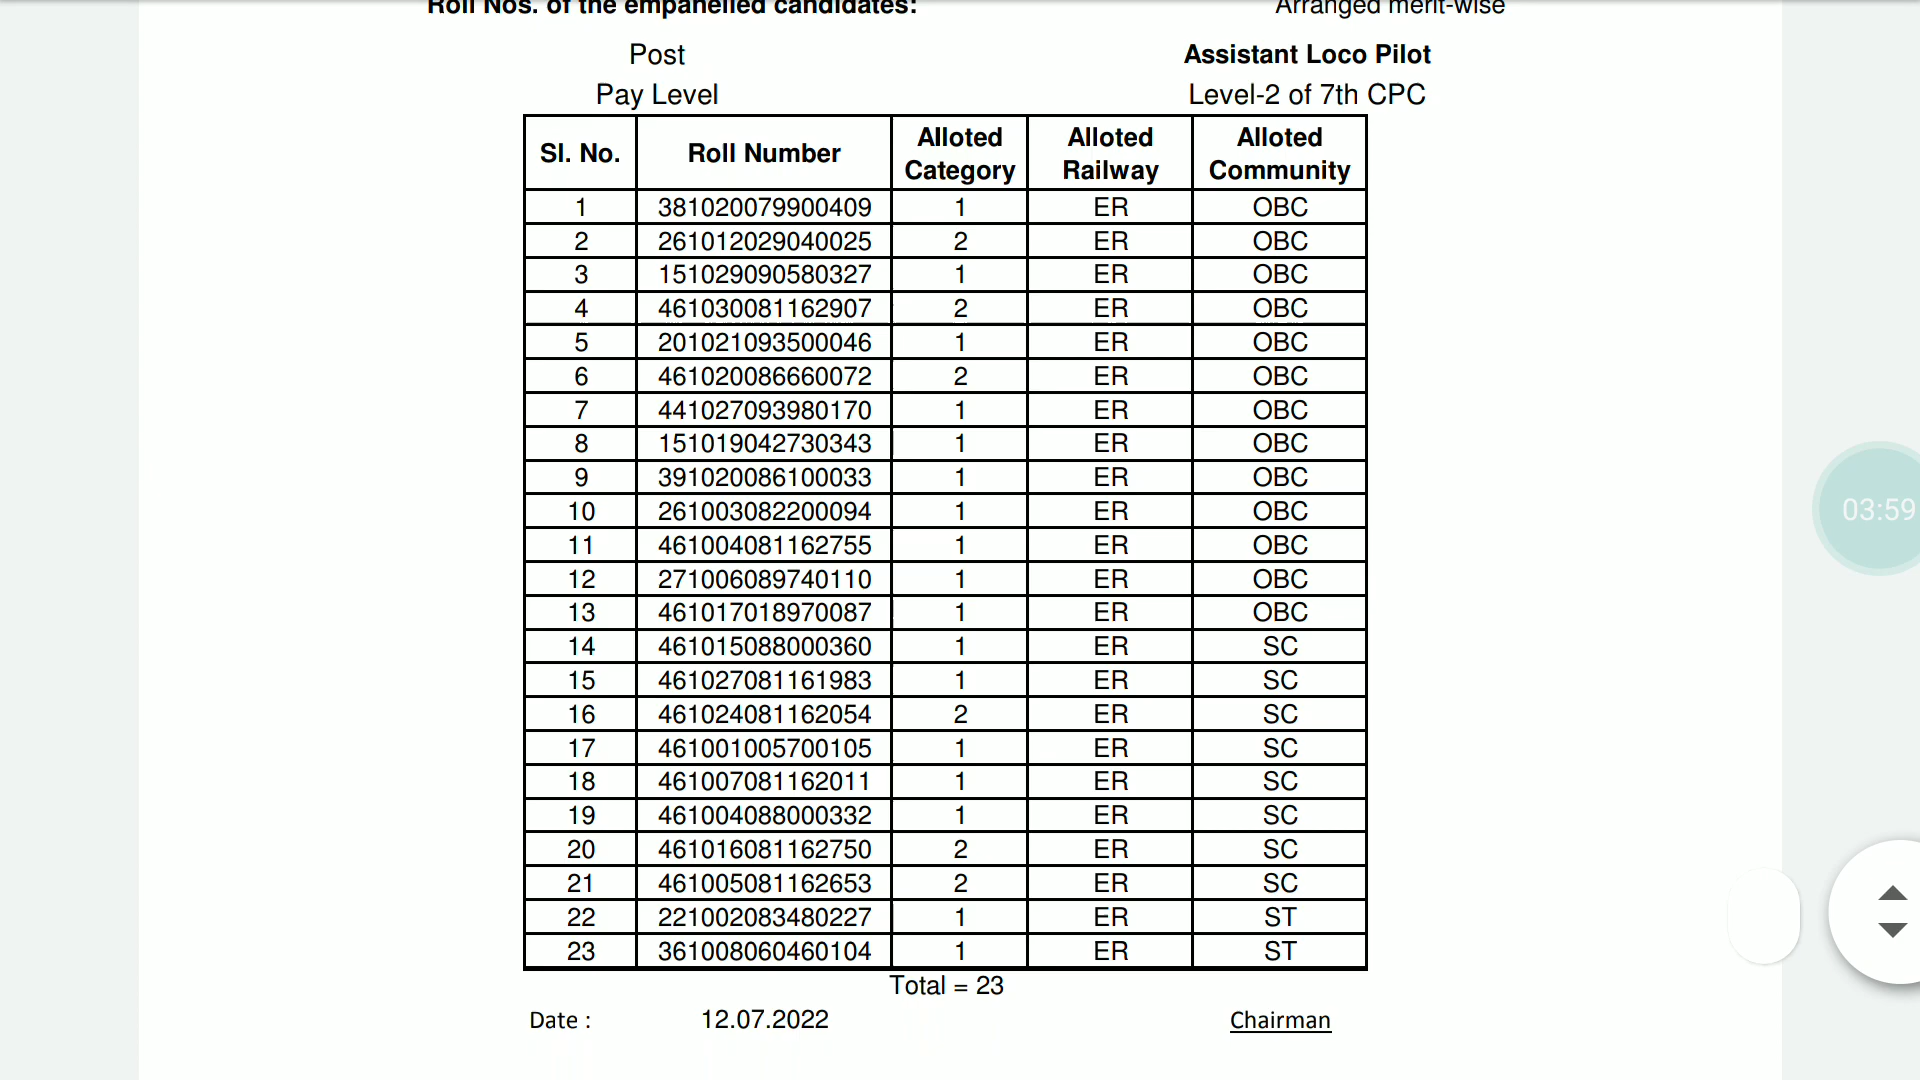 Roll Nos. of the empanelled candidates: Arranged merit-wise
Post Assistant Loco Pilot
Pay Level Level-2 of 7th CPC
Sl. No. Roll Number Alloted Category Alloted Railway Alloted Community
1 381020079900409 1 ER OBC
2 261012029040025 2 ER OBC
3 151029090580327 1 ER OBC
4 461030081162907 2 ER OBC
5 201021093500046 1 ER OBC
6 461020086660072 2 ER OBC
7 441027093980170 1 ER OBC
8 151019042730343 1 ER OBC
9 391020086100033 1 ER OBC
10 261003082200094 1 ER OBC
11 461004081162755 1 ER OBC
12 271006089740110 1 ER OBC
13 461017018970087 1 ER OBC
14 461015088000360 1 ER SC
15 461027081161983 1 ER SC
16 461024081162054 2 ER SC
17 461001005700105 1 ER SC
18 461007081162011 1 ER SC
19 461004088000332 1 ER SC
20 461016081162750 2 ER SC
21 461005081162653 2 ER SC
22 221002083480227 1 ER ST
23 361008060460104 1 ER ST
Total = 23
Date : 12.07.2022 Chairman
03:59